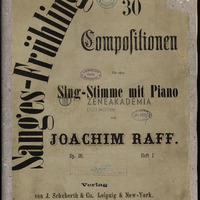 Sanges-Frühling
30
Compositionen
für eine
Sing-Stimme mit Piano
ZENEAKADEMIA
von
JOACHIM RAFF.
Op. 98.
Heft I
Verlag
von J. Schuberth & Co., Leipzig & New-York.